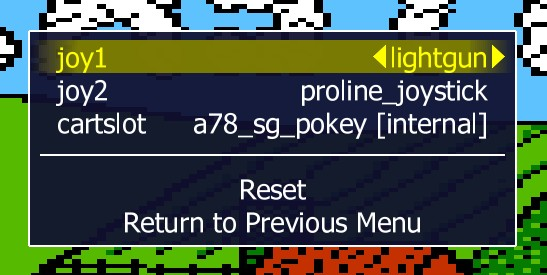 joy1 lightgun
joy2 proline_joystick
cartslot a78_sg_pokey [internal]
Reset
Return to Previous Menu